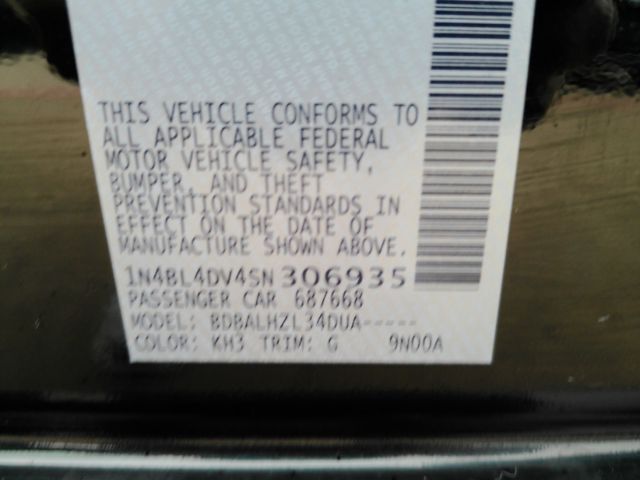 THIS VEHICLE CONFORMS TO
ALL APPLICABLE FEDERAL
MOTOR VEHICLE SAFETY,
BUMPER, AND THEFT
PREVENTION STANDARDS IN
EFFECT ON THE DATE OF
MANUFACTURE SHOWN ABOVE.
1N4BL4DV4SN306935
PASSENGER CAR 687668
MODEL: BDBALHZL34DUA-----
COLOR: KH3 TRIM: G 9N00A